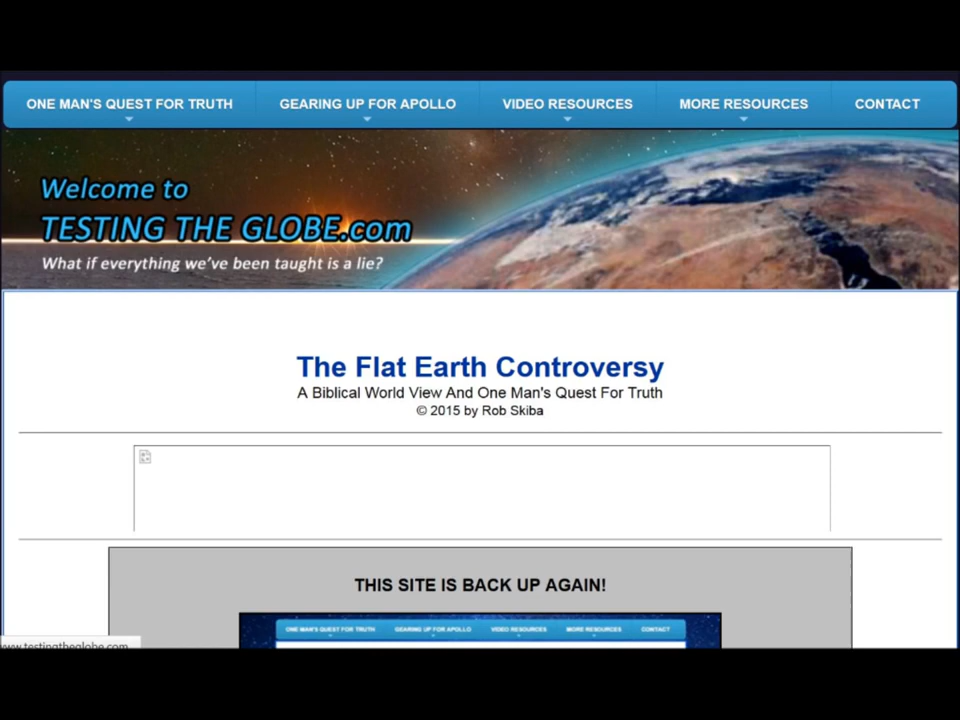 ONE MAN'S QUEST FOR TRUTH GEARING UP FOR APOLLO VIDEO RESOURCES MORE RESOURCES CONTACT
Welcome to
TESTING THE GLOBE.com
What if everything we've been taught is a lie?
The Flat Earth Controversy
A Biblical World View And One Man's Quest For Truth
© 2015 by Rob Skiba
THIS SITE IS BACK UP AGAIN!
ONE MAN'S QUEST FOR TRUTH GEARING UP FOR APOLLO VIDEO RESOURCES MORE RESOURCES CONTACT
www.testingtheglobe.com